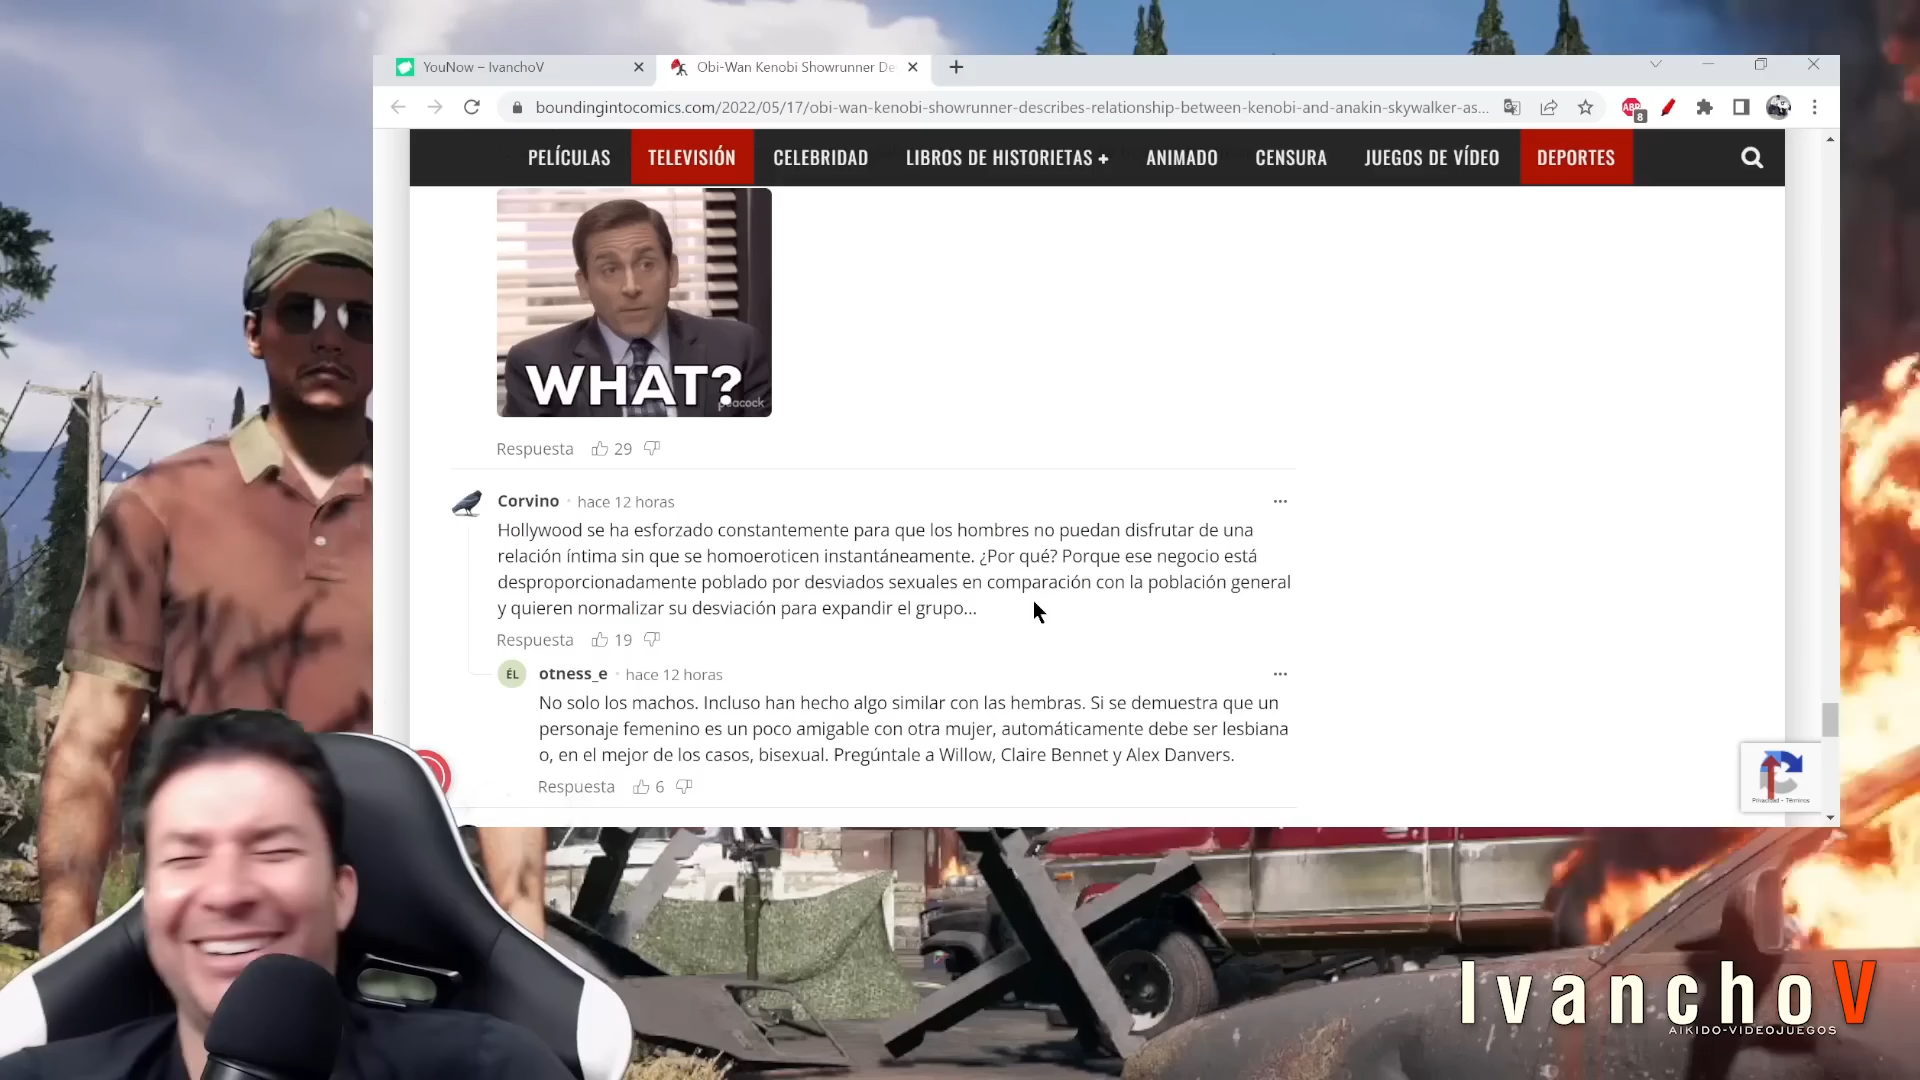 YouNow – IvanchoV
Obi-Wan Kenobi Showrunner De
boundingintocomics.com/2022/05/17/obi-wan-kenobi-showrunner-describes-relationship-between-kenobi-and-anakin-skywalker-as...
ABP
8
PELÍCULAS TELEVISIÓN CELEBRIDAD LIBROS DE HISTORIETAS + ANIMADO CENSURA JUEGOS DE VÍDEO DEPORTES
WHAT?
peacock
Respuesta 29
Corvino · hace 12 horas
Hollywood se ha esforzado constantemente para que los hombres no puedan disfrutar de una
relación íntima sin que se homoeroticen instantáneamente. ¿Por qué? Porque ese negocio está
desproporcionadamente poblado por desviados sexuales en comparación con la población general
y quieren normalizar su desviación para expandir el grupo...
Respuesta 19
ÉL otness_e · hace 12 horas
No solo los machos. Incluso han hecho algo similar con las hembras. Si se demuestra que un
personaje femenino es un poco amigable con otra mujer, automáticamente debe ser lesbiana
o, en el mejor de los casos, bisexual. Pregúntale a Willow, Claire Bennet y Alex Danvers.
Respuesta 6
Privacidad - Términos
IvanchoV
AIKIDO-VIDEOJUEGOS